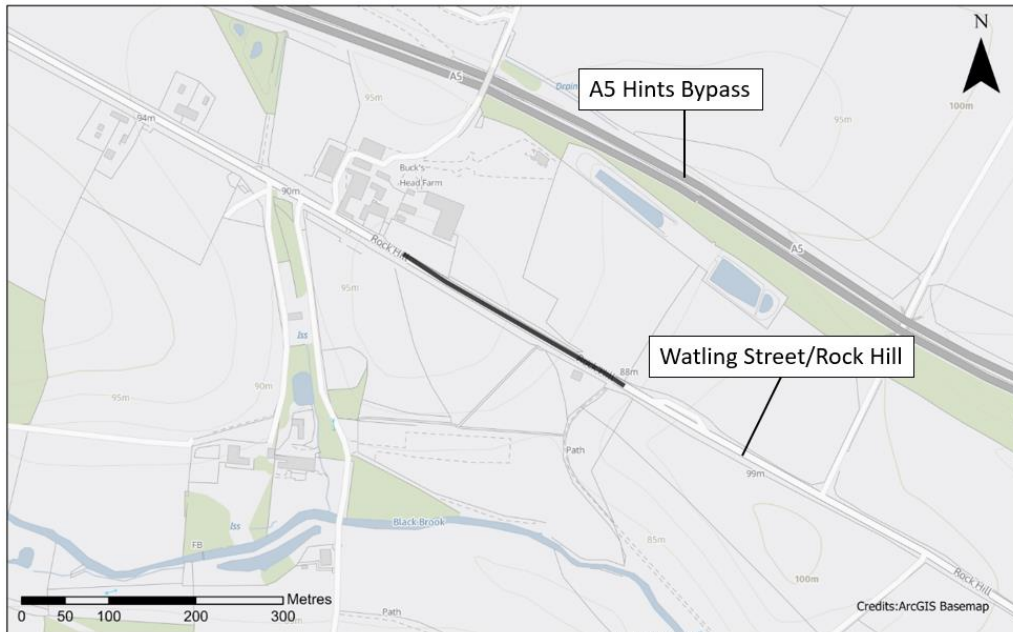 N
A5
A5 Hints Bypass
95m
100m
95m
94m
Buck's
Head Farm
90m
Rock Hill
A5
95m
Iss
Watling Street/Rock Hill
88m
90m
95m
Path
99m
Black Brook
Iss
85m
FB
100m
Rock Hill
Metres
0 50 100 200 300
Path
Credits:ArcGIS Basemap